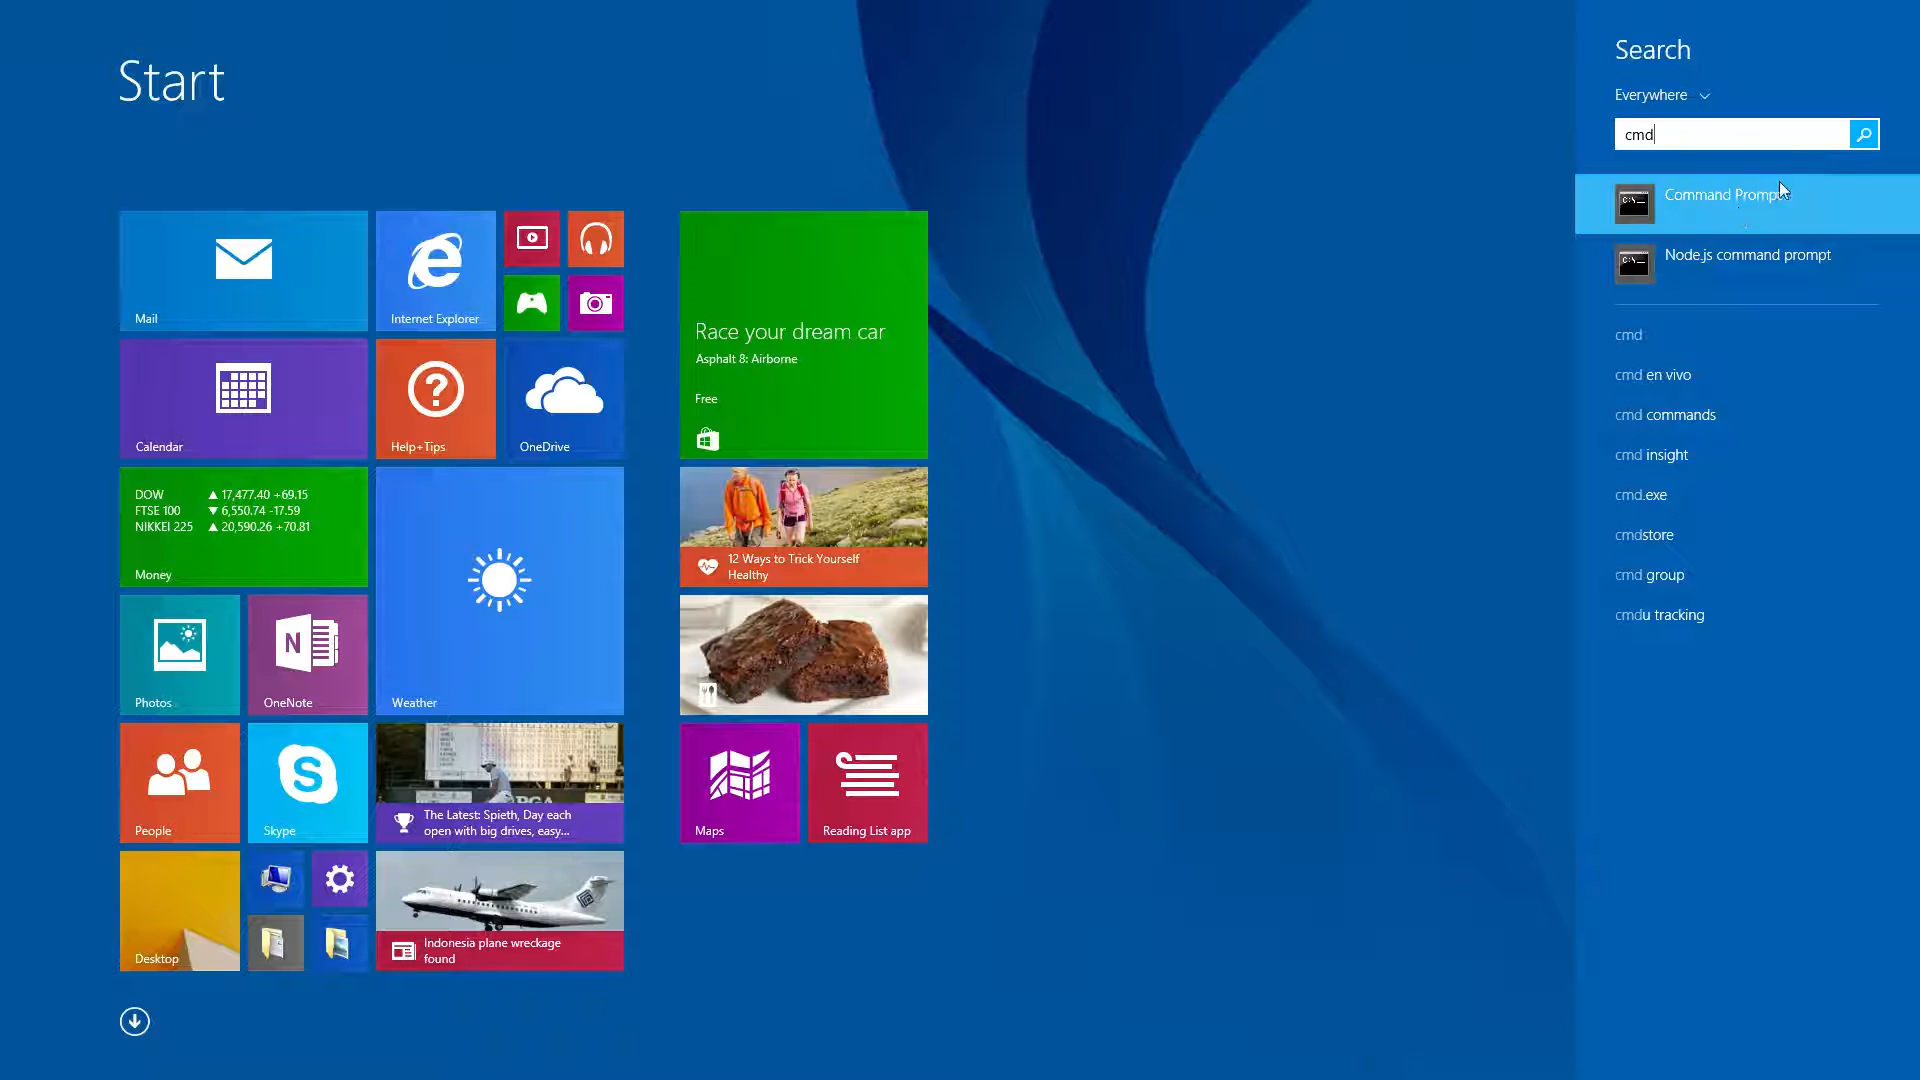 Start
Mail
Internet Explorer
Calendar
Help+Tips
OneDrive
DOW ▲ 17,477.40 +69.15
FTSE 100 ▼ 6,550.74 -17.59
NIKKEI 225 ▲ 20,590.26 +70.81
Money
Weather
Photos
N
OneNote
People
S
Skype
PGA
The Latest: Spieth, Day each
open with big drives, easy...
Desktop
Indonesia plane wreckage
found
Race your dream car
Asphalt 8: Airborne
Free
12 Ways to Trick Yourself
Healthy
Maps
Reading List app
Search
Everywhere
cmd
Command Prompt
Node.js command prompt
cmd
cmd en vivo
cmd commands
cmd insight
cmd.exe
cmdstore
cmd group
cmdu tracking